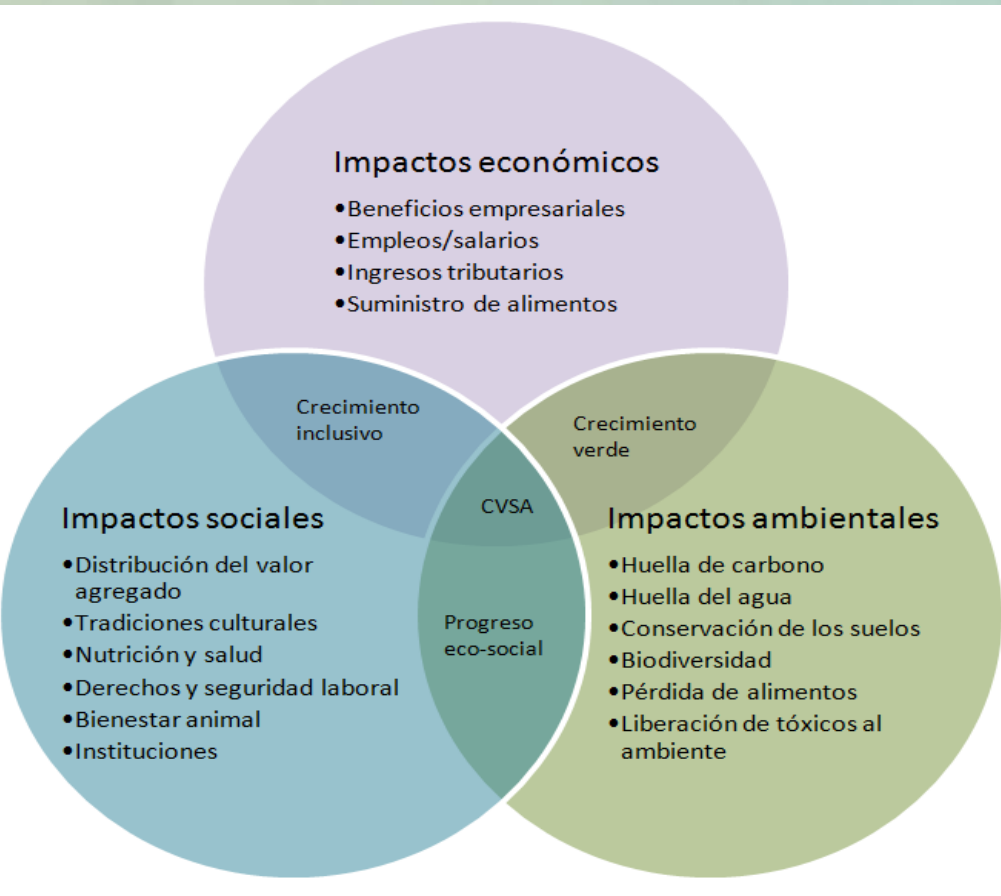 Impactos económicos
•Beneficios empresariales
•Empleos/salarios
•Ingresos tributarios
•Suministro de alimentos
Crecimiento
inclusivo
Crecimiento
verde
CVSA
Impactos sociales
•Distribución del valor
agregado
•Tradiciones culturales
•Nutrición y salud
•Derechos y seguridad laboral
•Bienestar animal
•Instituciones
Progreso
eco-social
Impactos ambientales
•Huella de carbono
•Huella del agua
•Conservación de los suelos
•Biodiversidad
•Pérdida de alimentos
•Liberación de tóxicos al
ambiente